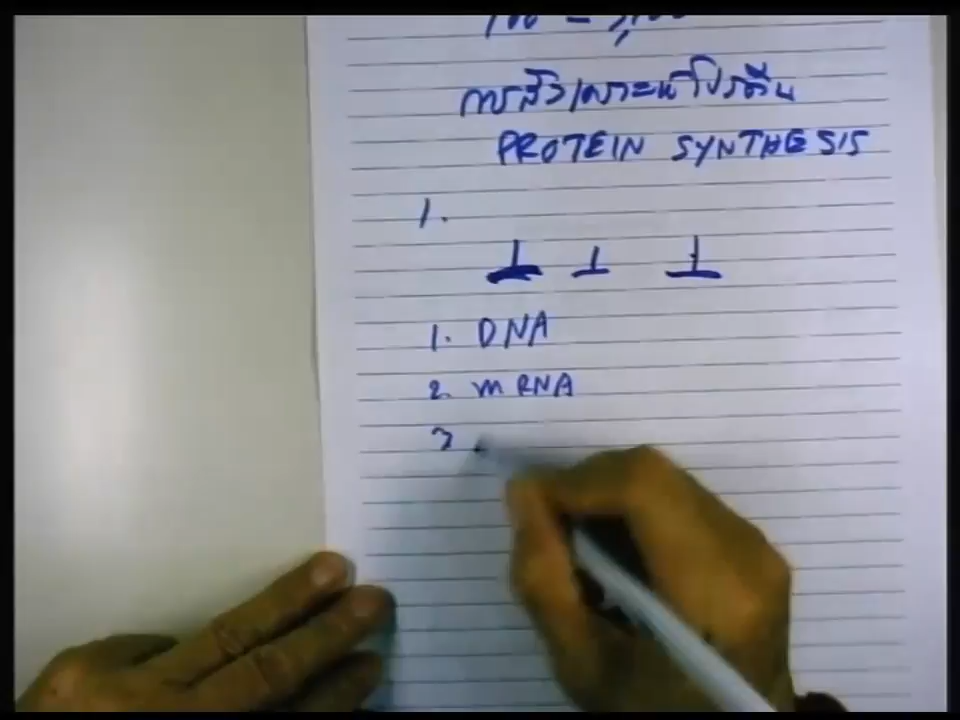 การสังเคราะห์โปรตีน
PROTEIN SYNTHESIS
1.
1. DNA
2. mRNA
3